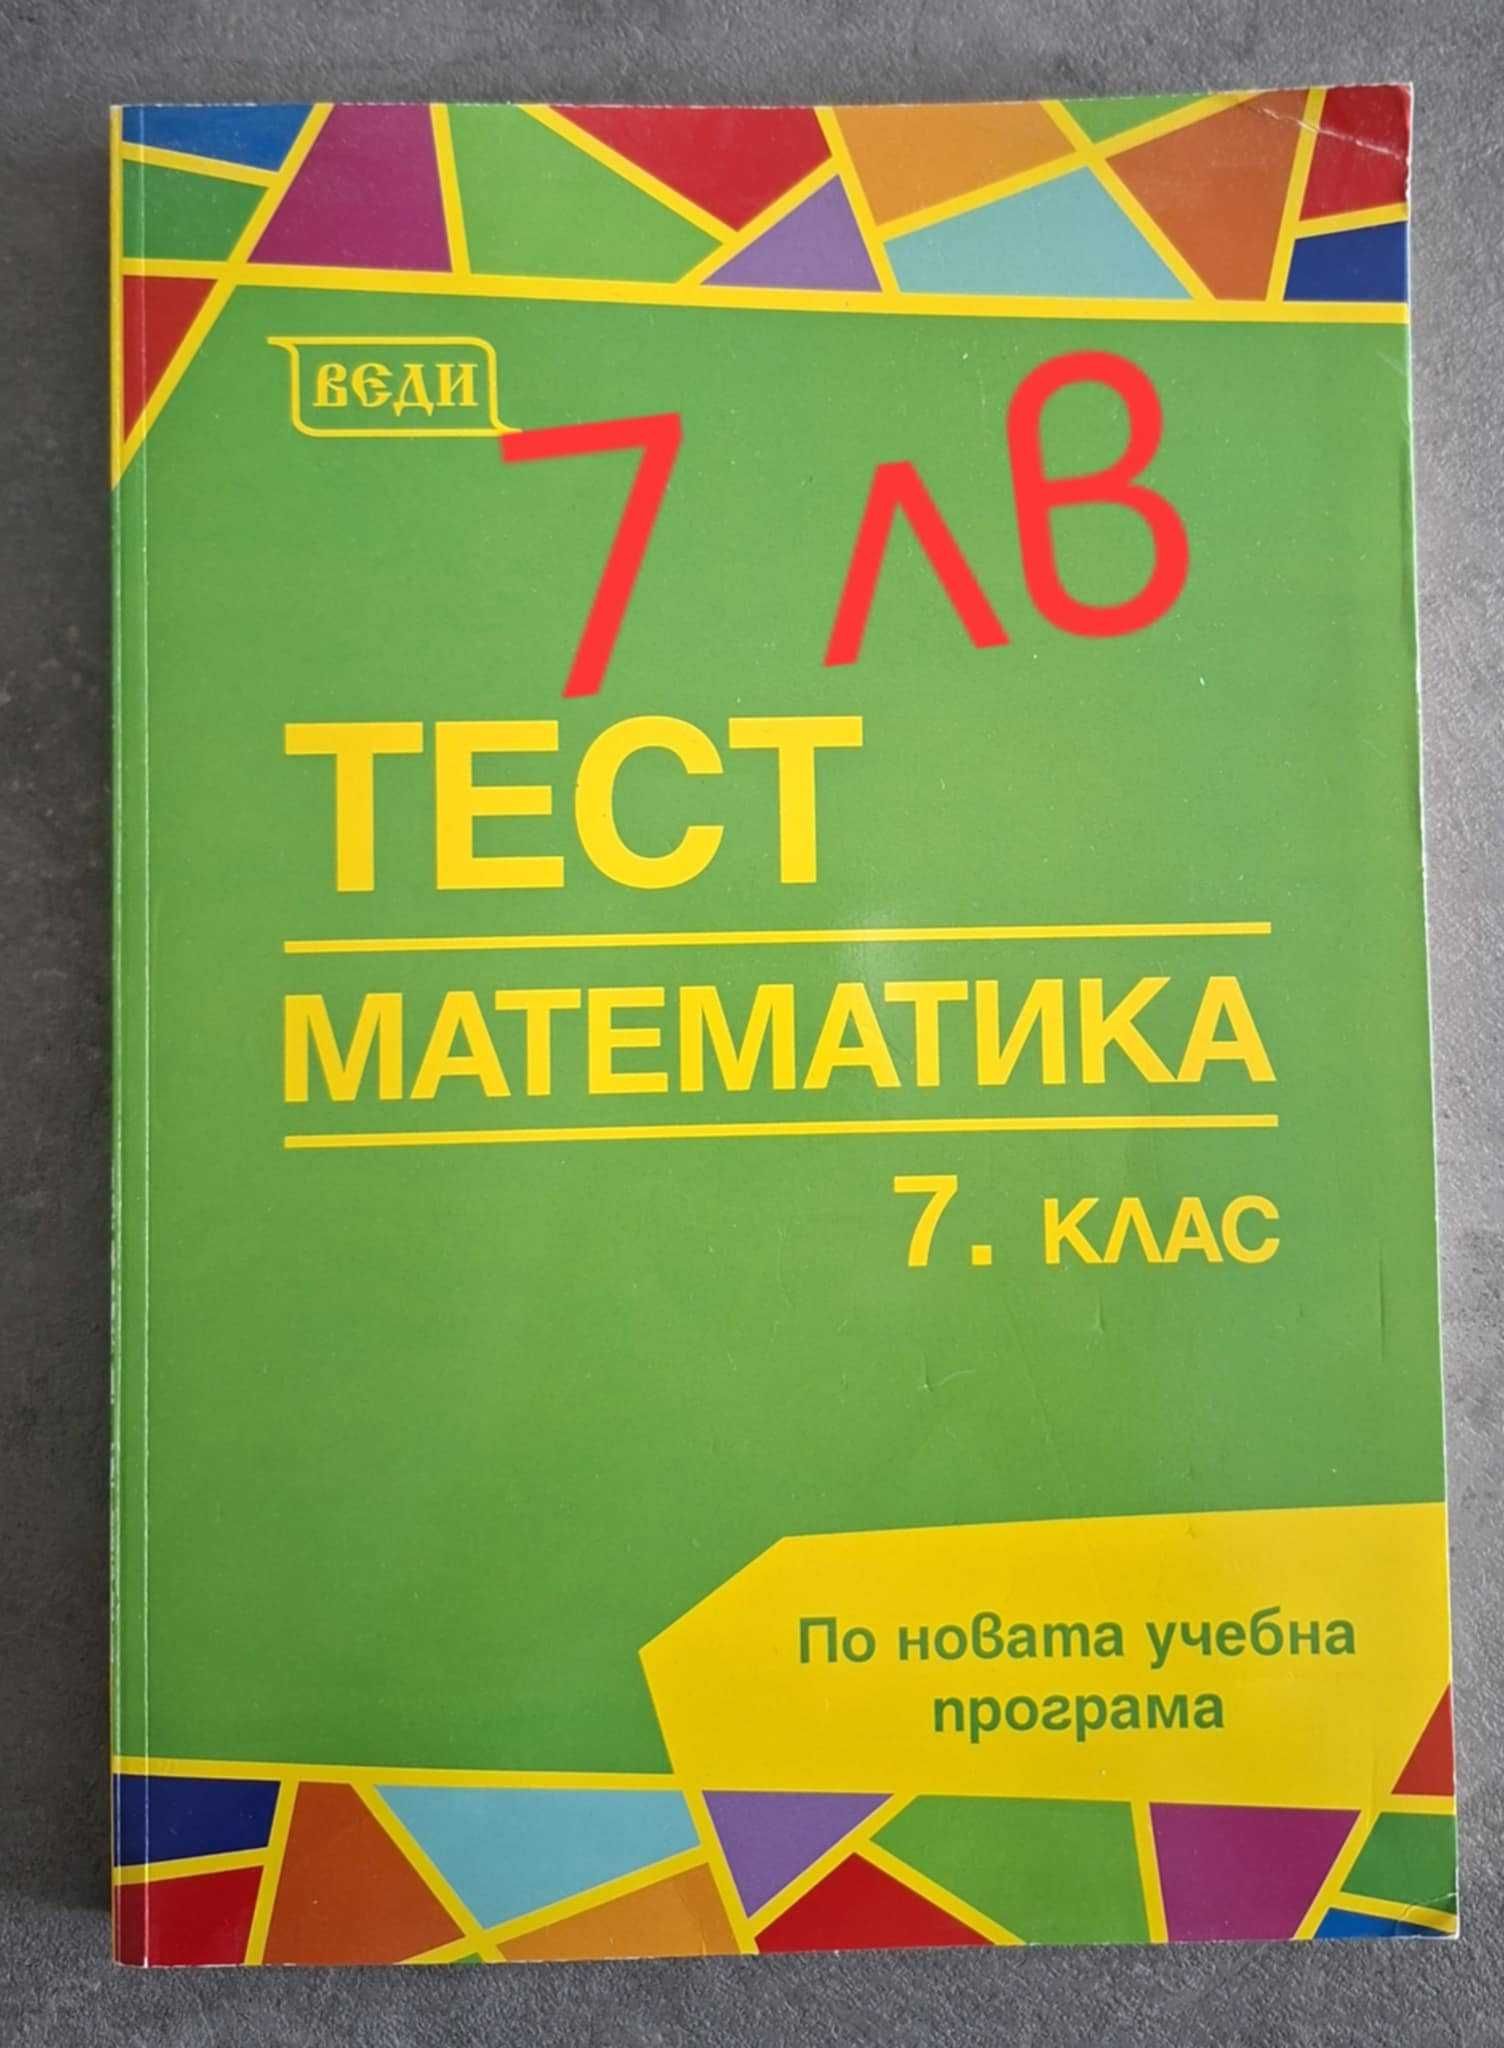 ВЕДИ
7 лв
ТЕСТ
МАТЕМАТИКА
7. КЛАС
По новата учебна
програма